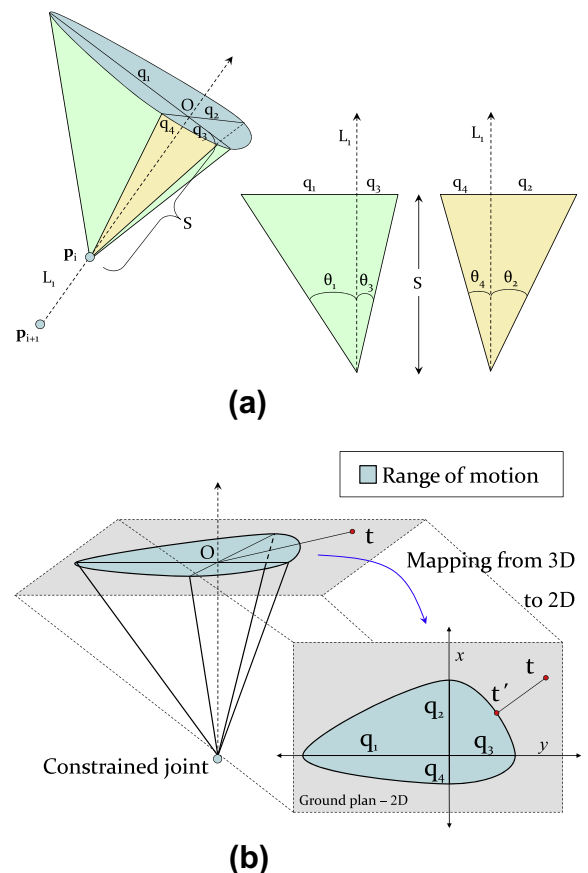 q₁
O
q₂
q₄
q₃
S
pᵢ
L₁
pᵢ₊₁
L₁
q₁
q₃
θ₁
θ₃
S
L₁
q₄
q₂
θ₄
θ₂
(a)
Range of motion
O
t
Mapping from 3D
to 2D
Constrained joint
x
t
t′
q₂
q₁
q₃
y
q₄
Ground plan – 2D
(b)